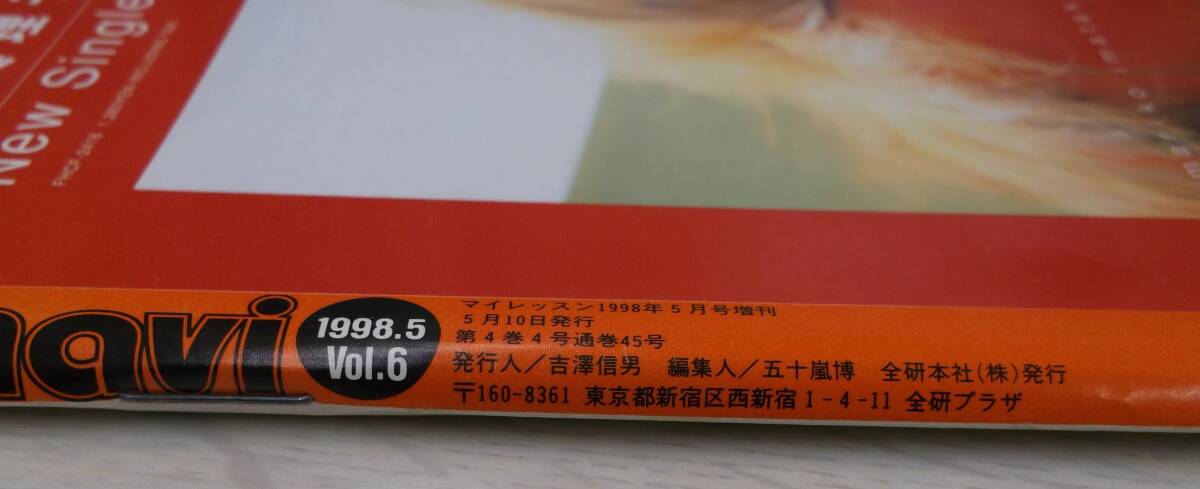 New Single
navi
1998.5
Vol.6
マイレッスン1998年5月号増刊
5月10日発行
第4巻4号通巻45号
発行人／吉澤信男　編集人／五十嵐博　全研本社(株)発行
〒160-8361 東京都新宿区西新宿1-4-11 全研プラザ